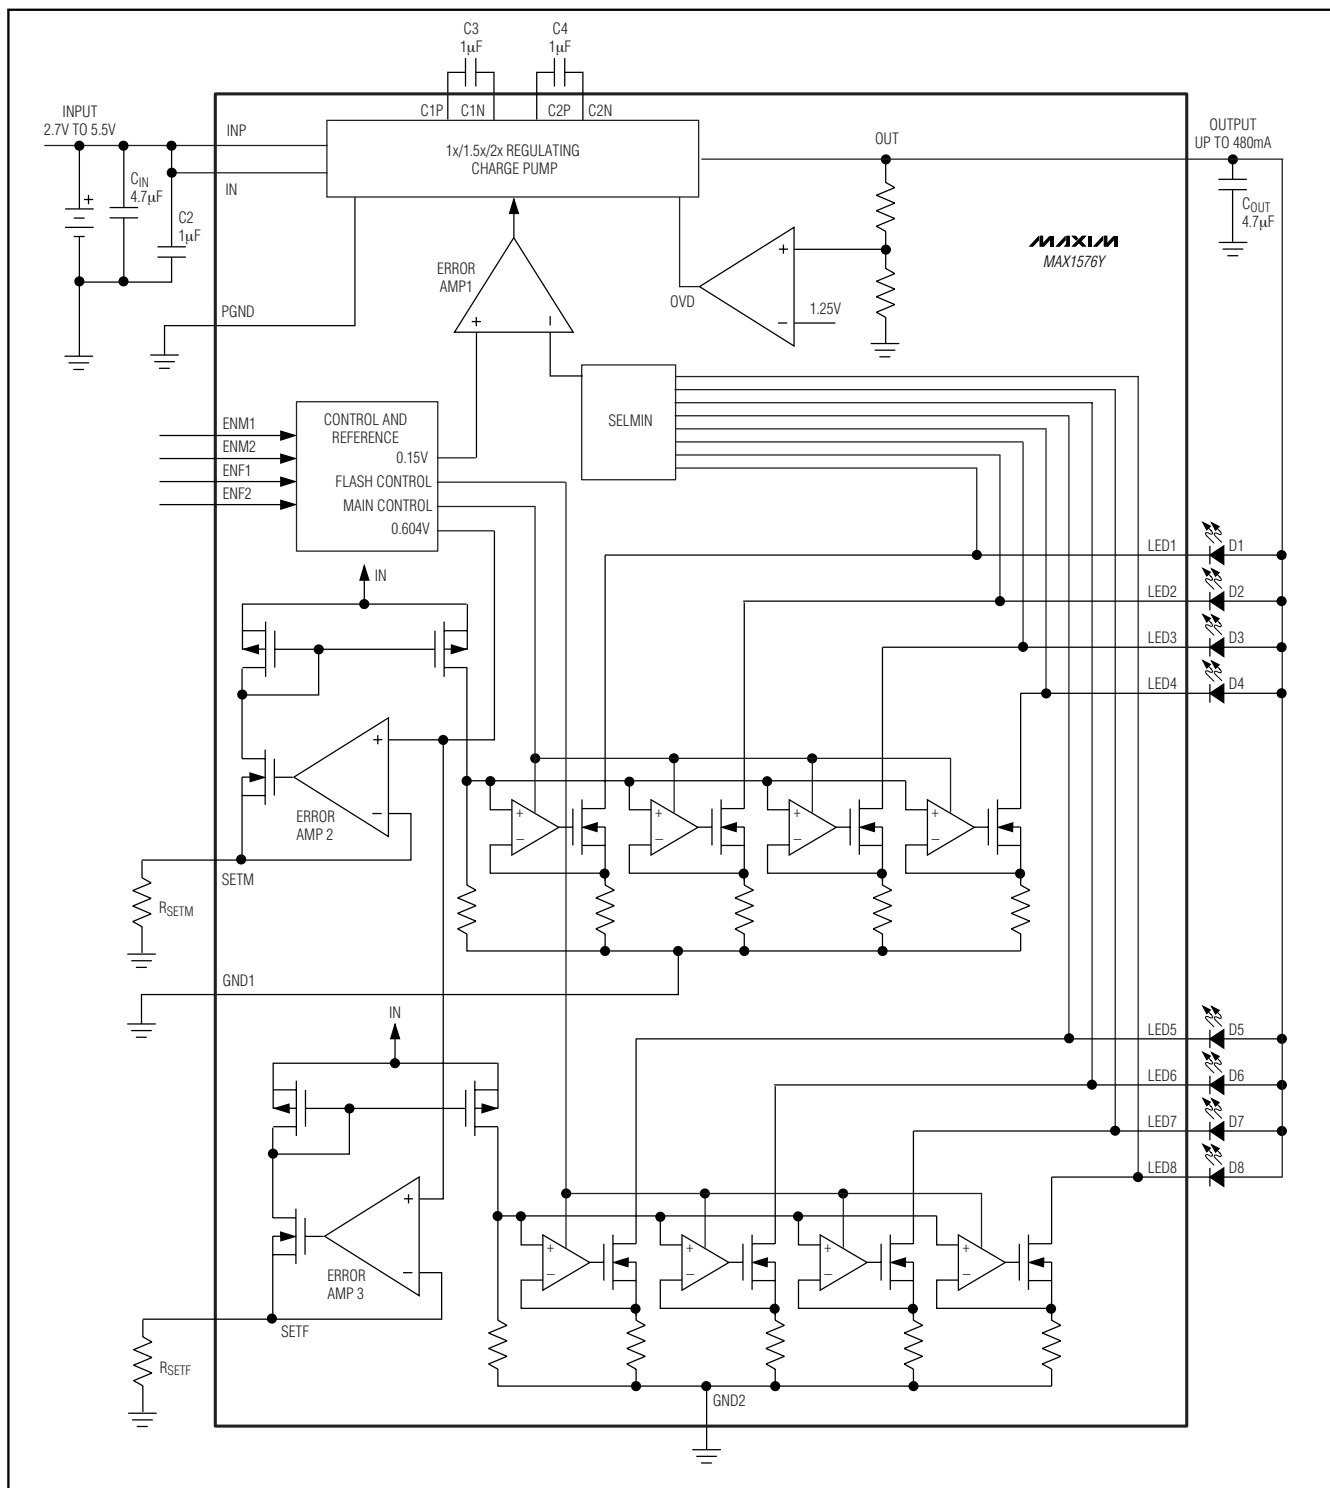 C3
1µF
C4
1µF
INPUT
2.7V TO 5.5V
C1P
C1N
C2P
C2N
INP
1x/1.5x/2x REGULATING
CHARGE PUMP
OUT
OUTPUT
UP TO 480mA
IN
CIN
4.7µF
C2
1µF
COUT
4.7µF
MAXIM
MAX1576Y
ERROR
AMP1
+
−
OVD
+
−
1.25V
+
PGND
SELMIN
ENM1
ENM2
ENF1
ENF2
CONTROL AND
REFERENCE
0.15V
FLASH CONTROL
MAIN CONTROL
0.604V
LED1
D1
LED2
D2
LED3
D3
LED4
D4
IN
+
−
ERROR
AMP 2
+
−
+
−
+
−
+
−
SETM
RSETM
GND1
IN
LED5
D5
LED6
D6
LED7
D7
LED8
D8
+
−
ERROR
AMP 3
+
−
+
−
+
−
+
−
SETF
RSETF
GND2